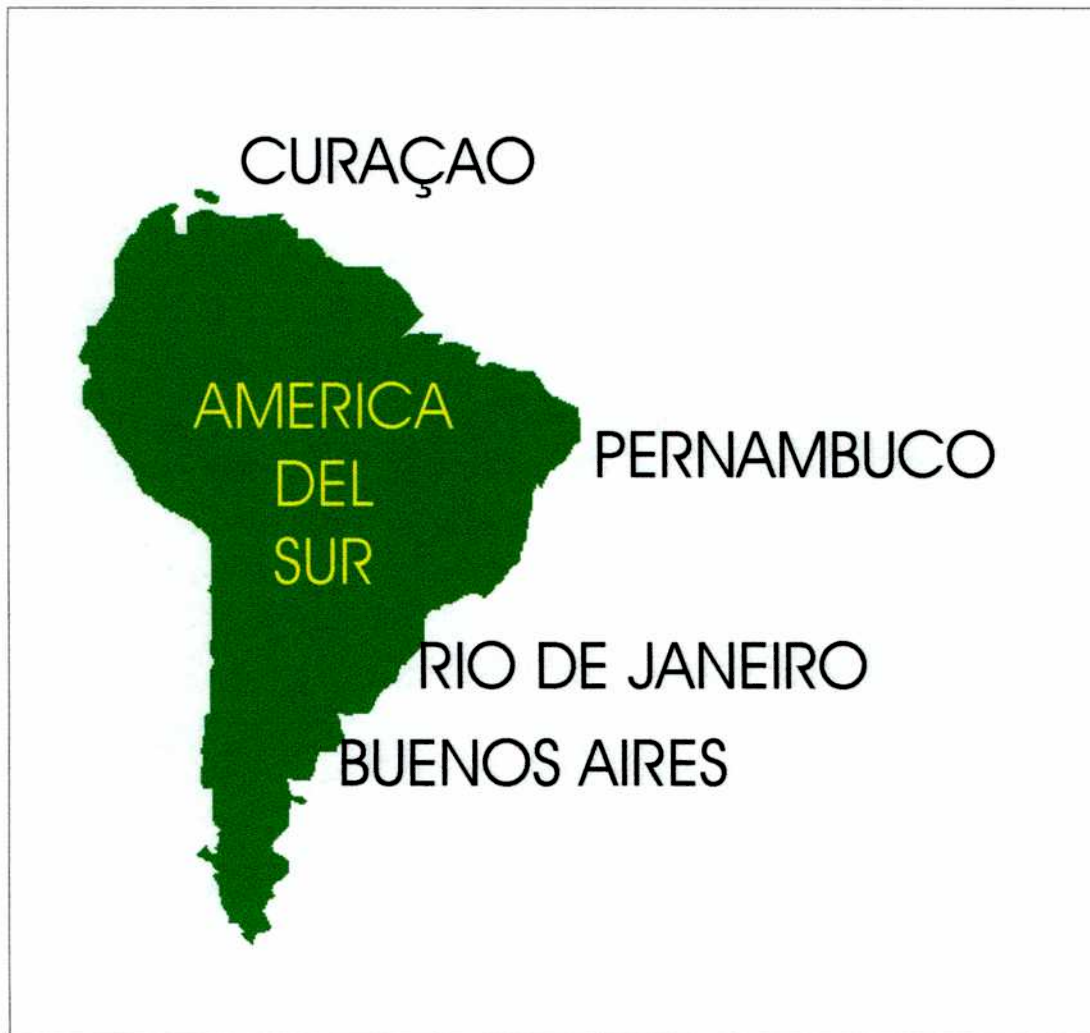 CURAÇAO
AMERICA
DEL
SUR
PERNAMBUCO
RIO DE JANEIRO
BUENOS AIRES